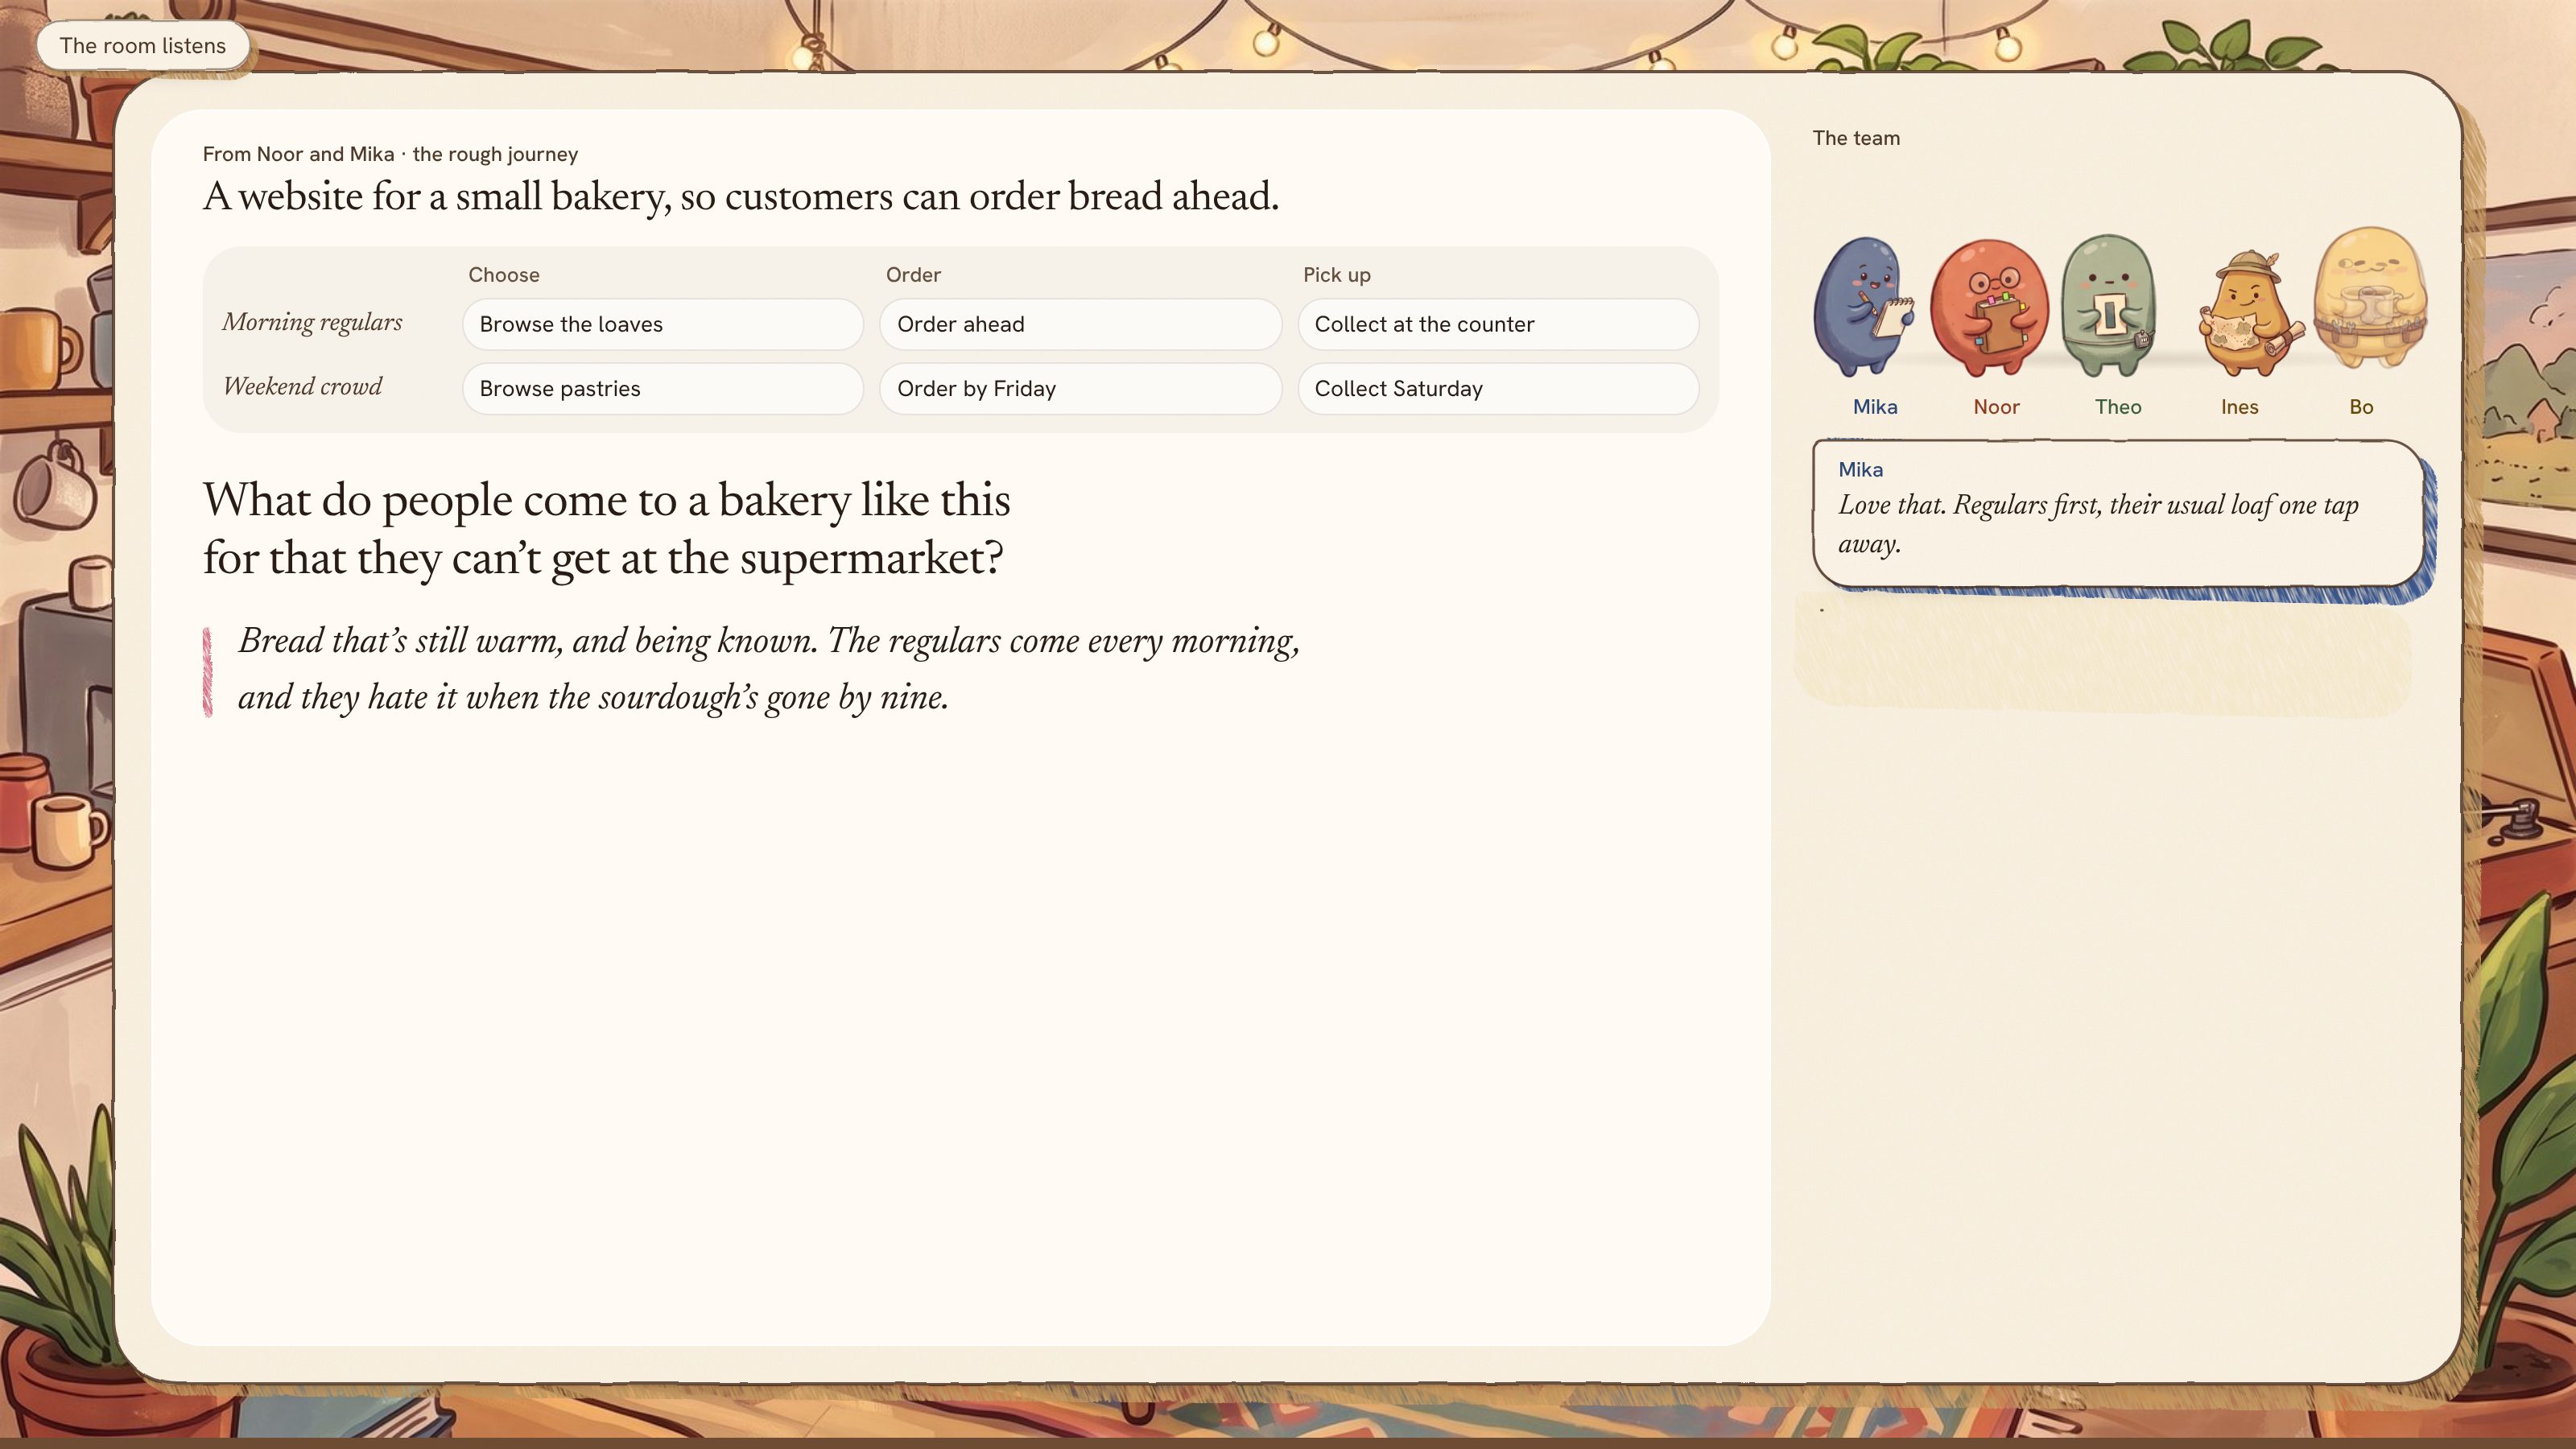 The room listens
From Noor and Mika · the rough journey
A website for a small bakery, so customers can order bread ahead.
Choose Order Pick up
Morning regulars Browse the loaves Order ahead Collect at the counter
Weekend crowd Browse pastries Order by Friday Collect Saturday
What do people come to a bakery like this
for that they can’t get at the supermarket?
Bread that’s still warm, and being known. The regulars come every morning,
and they hate it when the sourdough’s gone by nine.
The team
Mika Noor Theo Ines Bo
Mika
Love that. Regulars first, their usual loaf one tap
away.